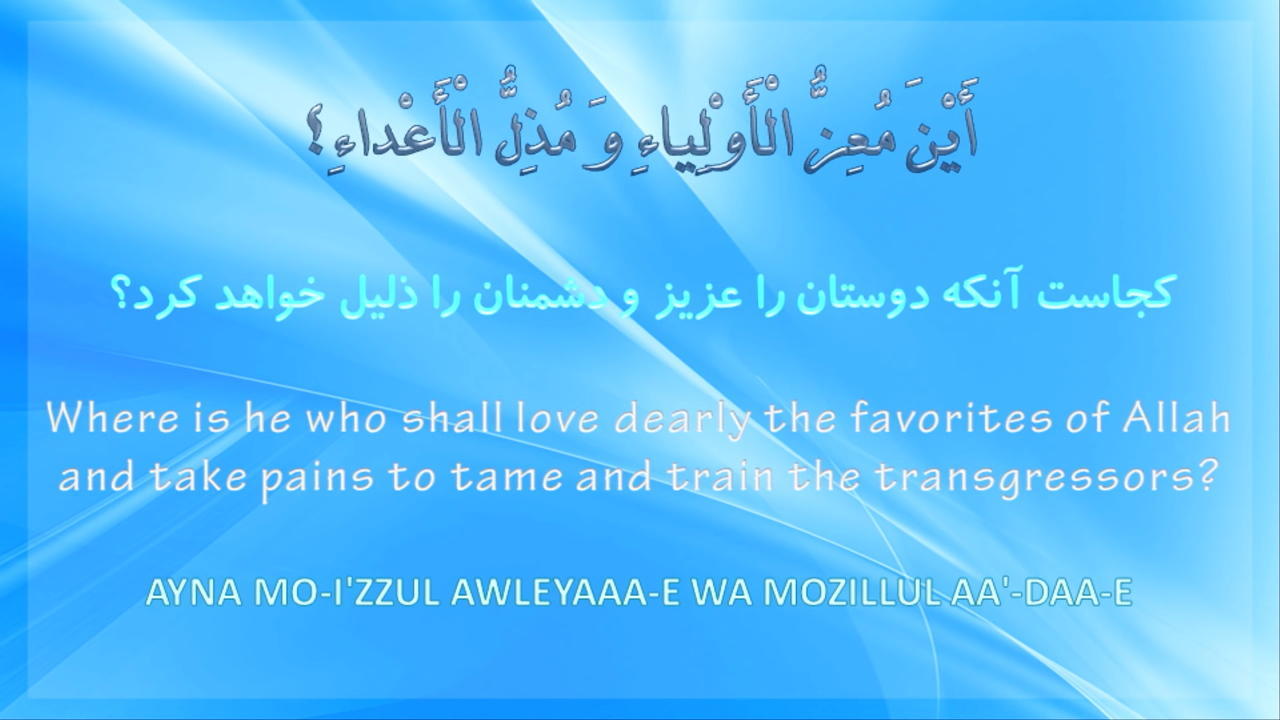 أَيْنَ مُعِزُّ الْأَوْلِياءِ وَ مُذِلُّ الْأَعْداءِ؟
کجاست آنکه دوستان را عزیز و دشمنان را ذلیل خواهد کرد؟
Where is he who shall love dearly the favorites of Allah
and take pains to tame and train the transgressors?
AYNA MO-I'ZZUL AWLEYAAA-E WA MOZILLUL AA'-DAA-E